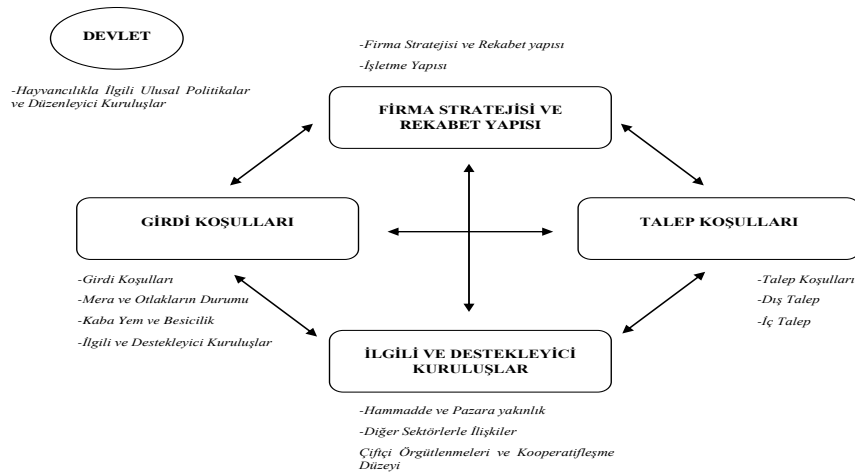 DEVLET
-Hayvancılıkla İlgili Ulusal Politikalar
ve Düzenleyici Kuruluşlar
-Firma Stratejisi ve Rekabet yapısı
-İşletme Yapısı
FİRMA STRATEJİSİ VE
REKABET YAPISI
GİRDİ KOŞULLARI
-Girdi Koşulları
-Mera ve Otlakların Durumu
-Kaba Yem ve Besicilik
-İlgili ve Destekleyici Kuruluşlar
TALEP KOŞULLARI
-Talep Koşulları
-Dış Talep
-İç Talep
İLGİLİ VE DESTEKLEYİCİ
KURULUŞLAR
-Hammadde ve Pazara yakınlık
-Diğer Sektörlerle İlişkiler
Çiftçi Örgütlenmeleri ve Kooperatifleşme
Düzeyi